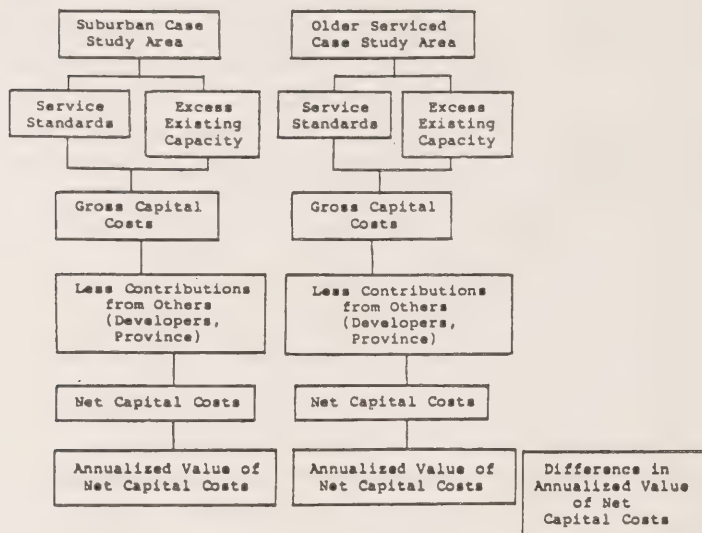 Suburban Case
Study Area
Older Serviced
Case Study Area
Service
Standards
Excess
Existing
Capacity
Service
Standards
Excess
Existing
Capacity
Gross Capital
Costs
Gross Capital
Costs
Less Contributions
from Others
(Developers,
Province)
Less Contributions
from Others
(Developers,
Province)
Net Capital Costs
Net Capital Costs
Annualized Value of
Net Capital Costs
Annualized Value of
Net Capital Costs
Difference in
Annualized Value
of Net
Capital Costs